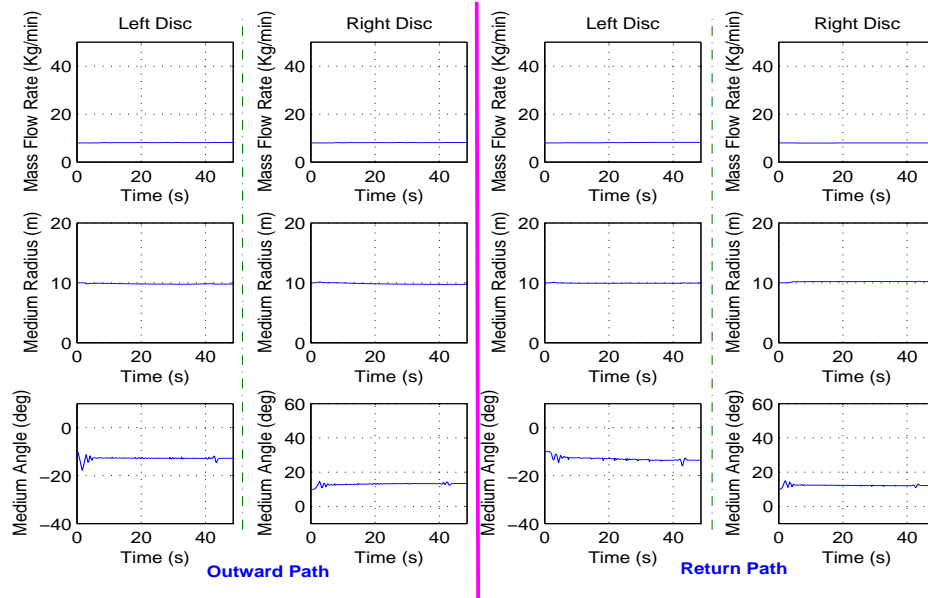 Left Disc
Right Disc
Left Disc
Right Disc
Mass Flow Rate (Kg/min)
40
20
0
0 20 40
Time (s)
Mass Flow Rate (Kg/min)
40
20
0
0 20 40
Time (s)
Mass Flow Rate (Kg/min)
40
20
0
0 20 40
Time (s)
Mass Flow Rate (Kg/min)
40
20
0
0 20 40
Time (s)
Medium Radius (m)
20
10
0
0 20 40
Time (s)
Medium Radius (m)
20
10
0
0 20 40
Time (s)
Medium Radius (m)
20
10
0
0 20 40
Time (s)
Medium Radius (m)
20
10
0
0 20 40
Time (s)
Medium Angle (deg)
0
−20
−40
0 20 40
Time (s)
Medium Angle (deg)
60
40
20
0
0 20 40
Time (s)
Medium Angle (deg)
0
−20
−40
0 20 40
Time (s)
Medium Angle (deg)
60
40
20
0
0 20 40
Time (s)
Outward Path
Return Path